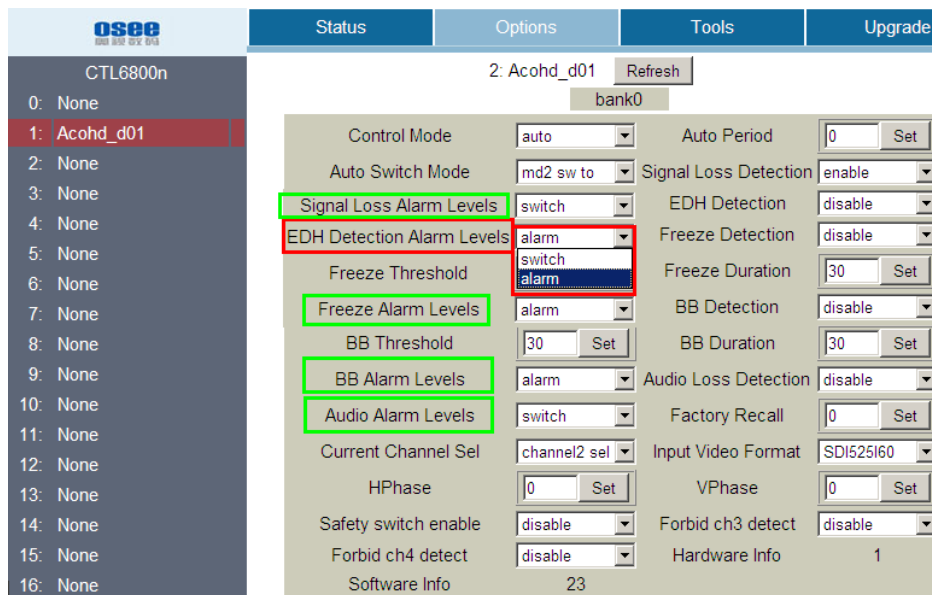 osee
Status Options Tools Upgrade
CTL6800n
0: None
1: Acohd_d01
2: None
3: None
4: None
5: None
6: None
7: None
8: None
9: None
10: None
11: None
12: None
13: None
14: None
15: None
16: None
2: Acohd_d01 Refresh
bank0
Control Mode auto Auto Period 0 Set
Auto Switch Mode md2 sw to Signal Loss Detection enable
Signal Loss Alarm Levels switch EDH Detection disable
EDH Detection Alarm Levels alarm Freeze Detection disable
switch
alarm
Freeze Threshold Freeze Duration 30 Set
Freeze Alarm Levels alarm BB Detection disable
BB Threshold 30 Set BB Duration 30 Set
BB Alarm Levels alarm Audio Loss Detection disable
Audio Alarm Levels switch Factory Recall 0 Set
Current Channel Sel channel2 sel Input Video Format SDI525I60
HPhase 0 Set VPhase 0 Set
Safety switch enable disable Forbid ch3 detect disable
Forbid ch4 detect disable Hardware Info 1
Software Info 23